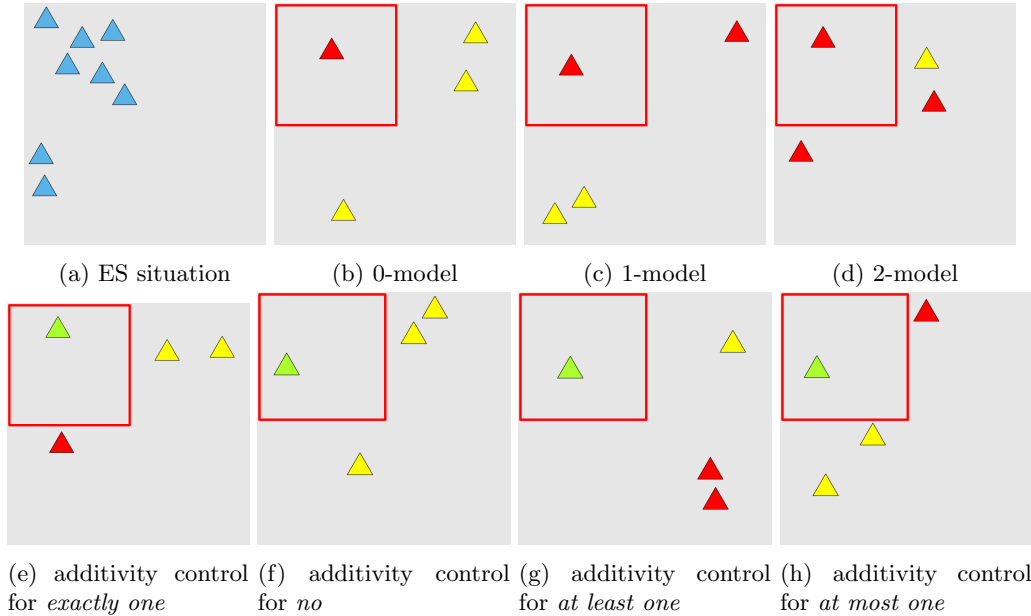 (a) ES situation
(b) 0-model
(c) 1-model
(d) 2-model
(e) additivity control
for exactly one
(f) additivity control
for no
(g) additivity control
for at least one
(h) additivity control
for at most one